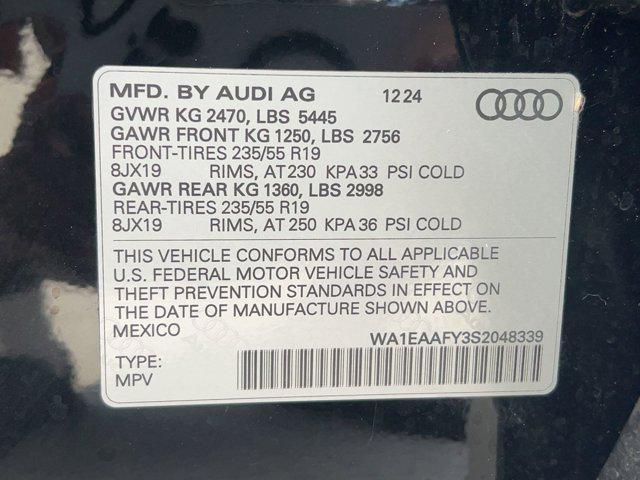 MFD. BY AUDI AG 12 24
GVWR KG 2470, LBS 5445
GAWR FRONT KG 1250, LBS 2756
FRONT-TIRES 235/55 R19
8JX19 RIMS, AT 230 KPA 33 PSI COLD
GAWR REAR KG 1360, LBS 2998
REAR-TIRES 235/55 R19
8JX19 RIMS, AT 250 KPA 36 PSI COLD
THIS VEHICLE CONFORMS TO ALL APPLICABLE
U.S. FEDERAL MOTOR VEHICLE SAFETY AND
THEFT PREVENTION STANDARDS IN EFFECT ON
THE DATE OF MANUFACTURE SHOWN ABOVE.
MEXICO
WA1EAAFY3S2048339
TYPE:
MPV